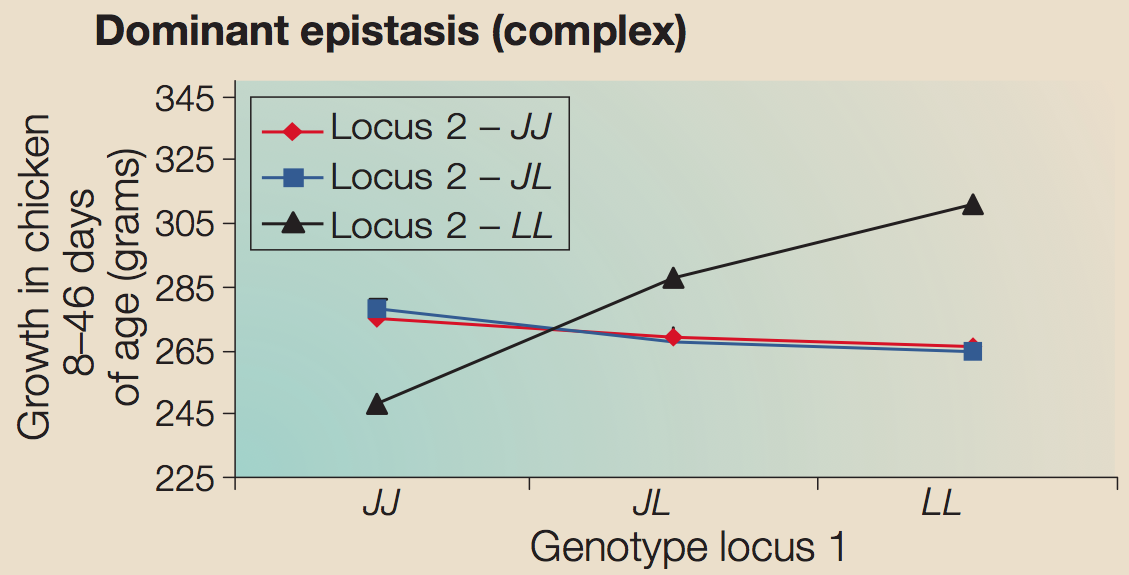 Dominant epistasis (complex)
Growth in chicken
8–46 days
of age (grams)
345
325
305
285
265
245
225
Locus 2 – JJ
Locus 2 – JL
Locus 2 – LL
JJ
JL
LL
Genotype locus 1